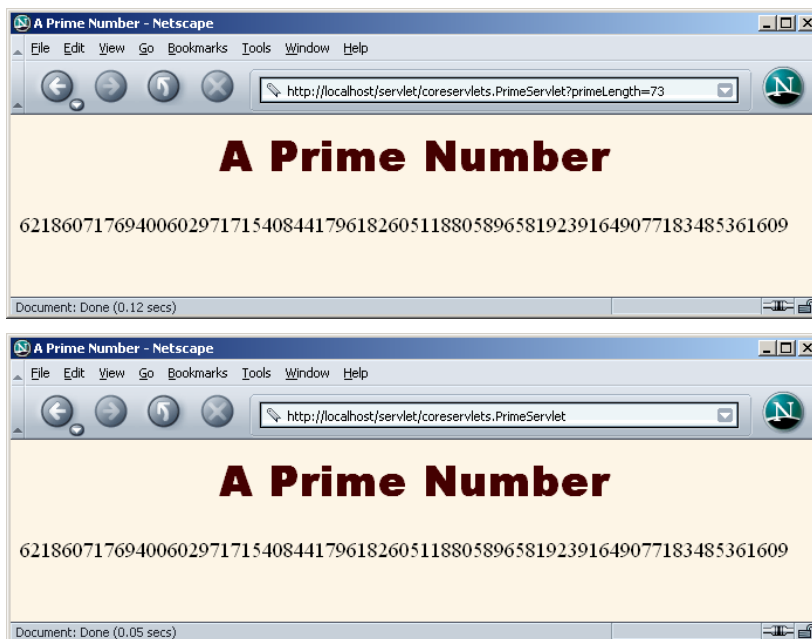 A Prime Number - Netscape
File Edit View Go Bookmarks Tools Window Help
http://localhost/servlet/coreservlets.PrimeServlet?primeLength=73
N
A Prime Number
6218607176940060297171540844179618260511880589658192391649077183485361609
Document: Done (0.12 secs)
A Prime Number - Netscape
File Edit View Go Bookmarks Tools Window Help
http://localhost/servlet/coreservlets.PrimeServlet
N
A Prime Number
6218607176940060297171540844179618260511880589658192391649077183485361609
Document: Done (0.05 secs)